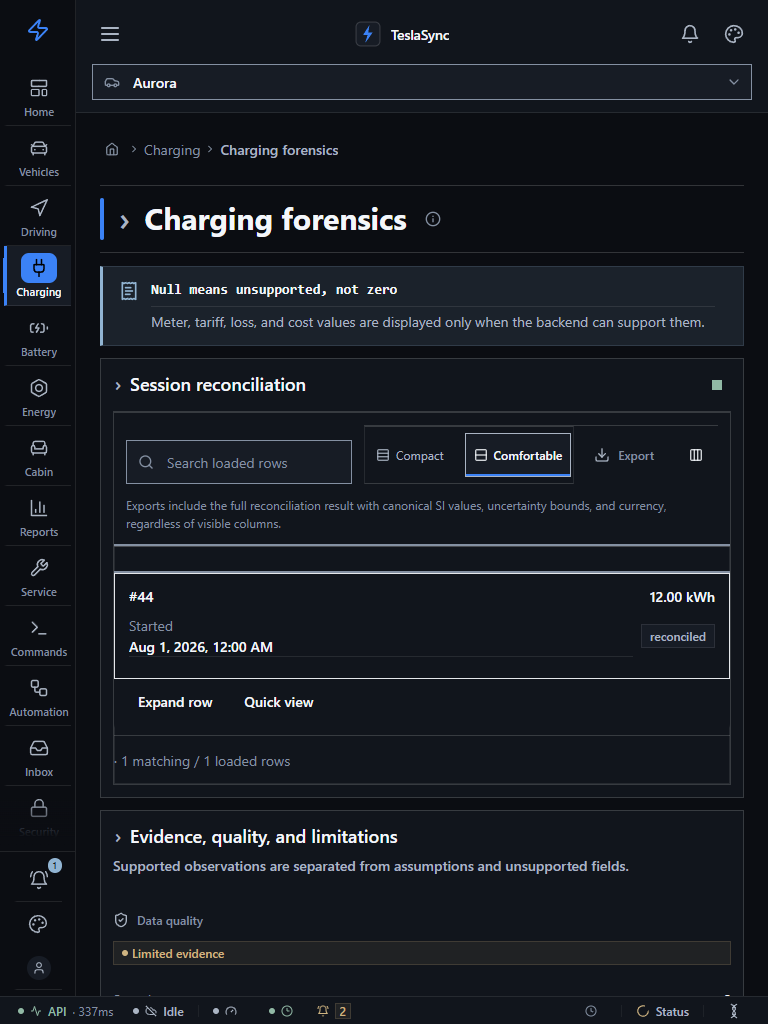 TeslaSync
Aurora
Home
Vehicles
Driving
Charging
Battery
Energy
Cabin
Reports
Service
Commands
Automation
Inbox
Security
1
Charging
Charging forensics
Charging forensics
Null means unsupported, not zero
Meter, tariff, loss, and cost values are displayed only when the backend can support them.
Session reconciliation
Search loaded rows
Compact
Comfortable
Export
Exports include the full reconciliation result with canonical SI values, uncertainty bounds, and currency,
regardless of visible columns.
#44
12.00 kWh
Started
Aug 1, 2026, 12:00 AM
reconciled
Expand row
Quick view
· 1 matching / 1 loaded rows
Evidence, quality, and limitations
Supported observations are separated from assumptions and unsupported fields.
Data quality
Limited evidence
API · 337ms
Idle
2
Status